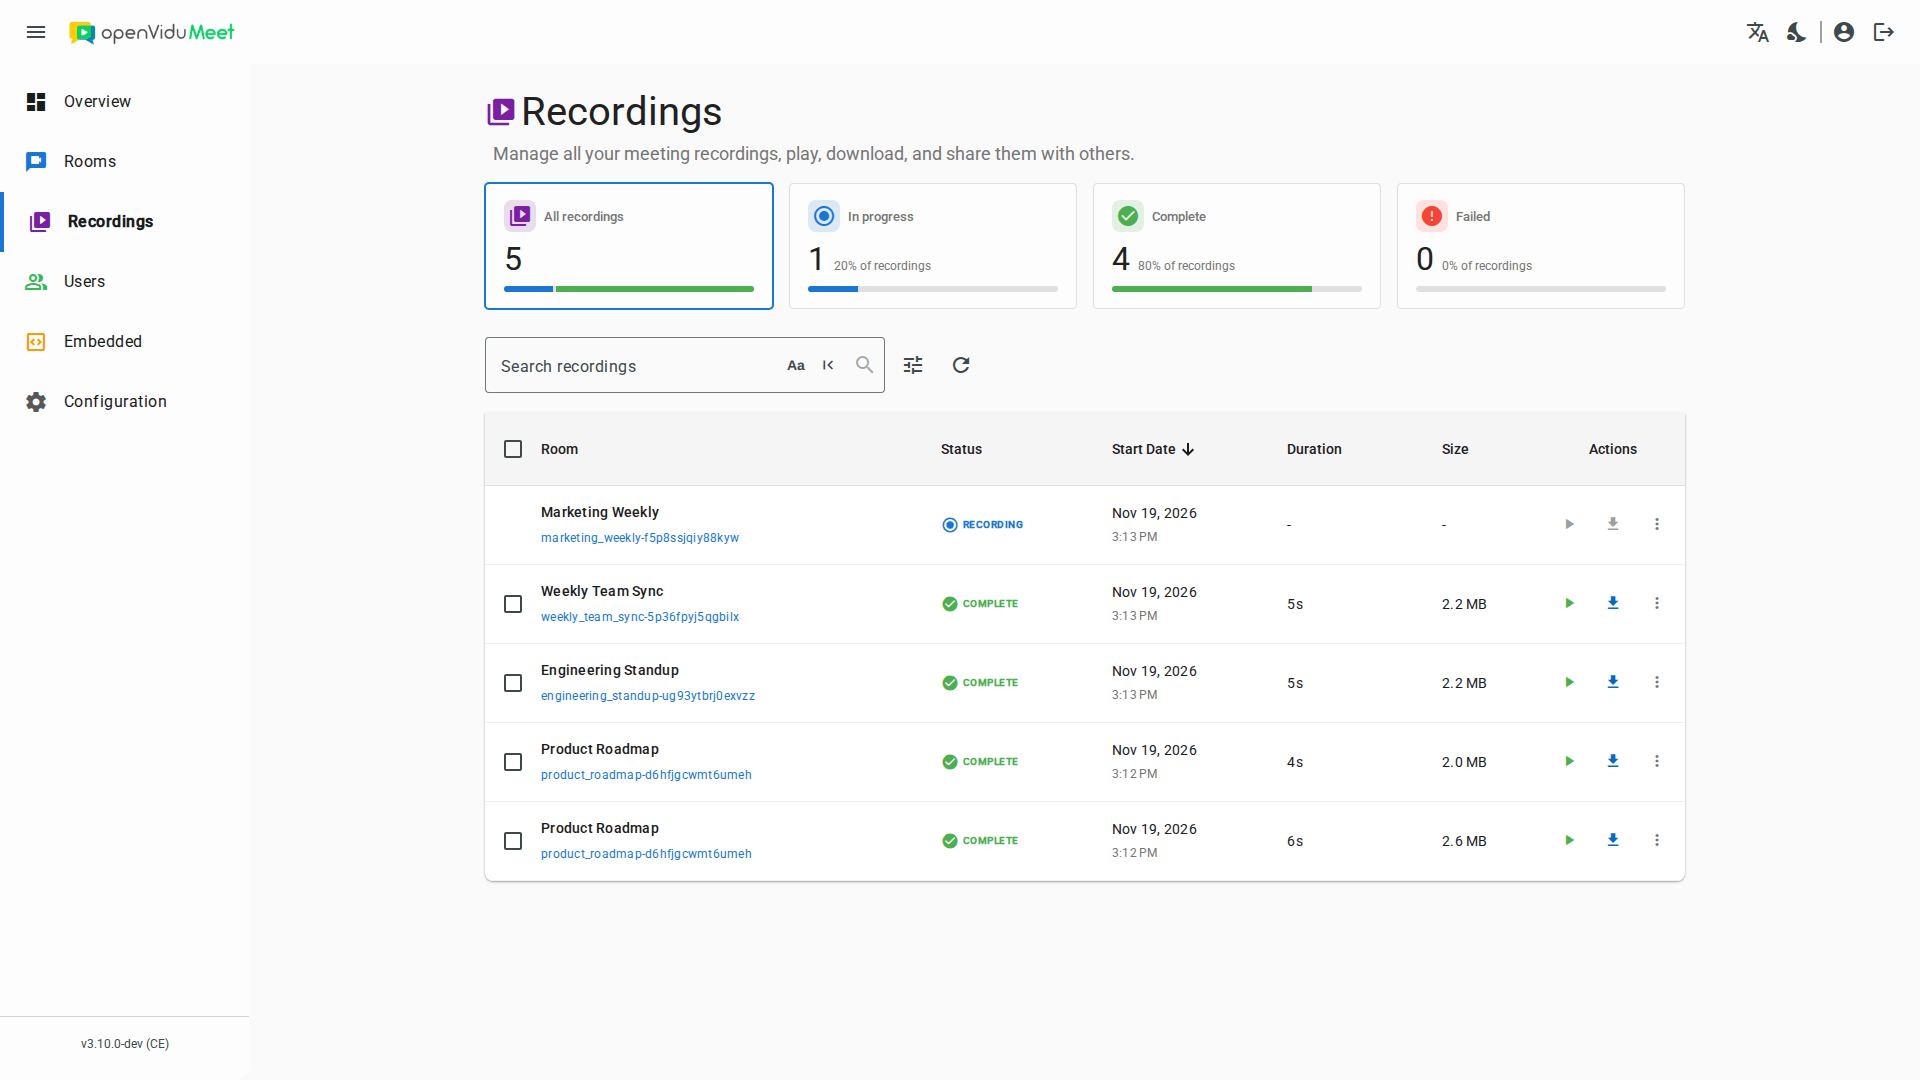 openVidu Meet
Overview
Rooms
Recordings
Users
Embedded
Configuration
v3.10.0-dev (CE)
Recordings
Manage all your meeting recordings, play, download, and share them with others.
All recordings
5
In progress
1 20% of recordings
Complete
4 80% of recordings
Failed
0 0% of recordings
Search recordings Aa
Room Status Start Date Duration Size Actions
Marketing Weekly
marketing_weekly-f5p8ssjqiy88kyw
RECORDING
Nov 19, 2026
3:13 PM
- -
Weekly Team Sync
weekly_team_sync-5p36fpyj5qgbilx
COMPLETE
Nov 19, 2026
3:13 PM
5s 2.2 MB
Engineering Standup
engineering_standup-ug93ytbrj0exvzz
COMPLETE
Nov 19, 2026
3:13 PM
5s 2.2 MB
Product Roadmap
product_roadmap-d6hfjgcwmt6umeh
COMPLETE
Nov 19, 2026
3:12 PM
4s 2.0 MB
Product Roadmap
product_roadmap-d6hfjgcwmt6umeh
COMPLETE
Nov 19, 2026
3:12 PM
6s 2.6 MB